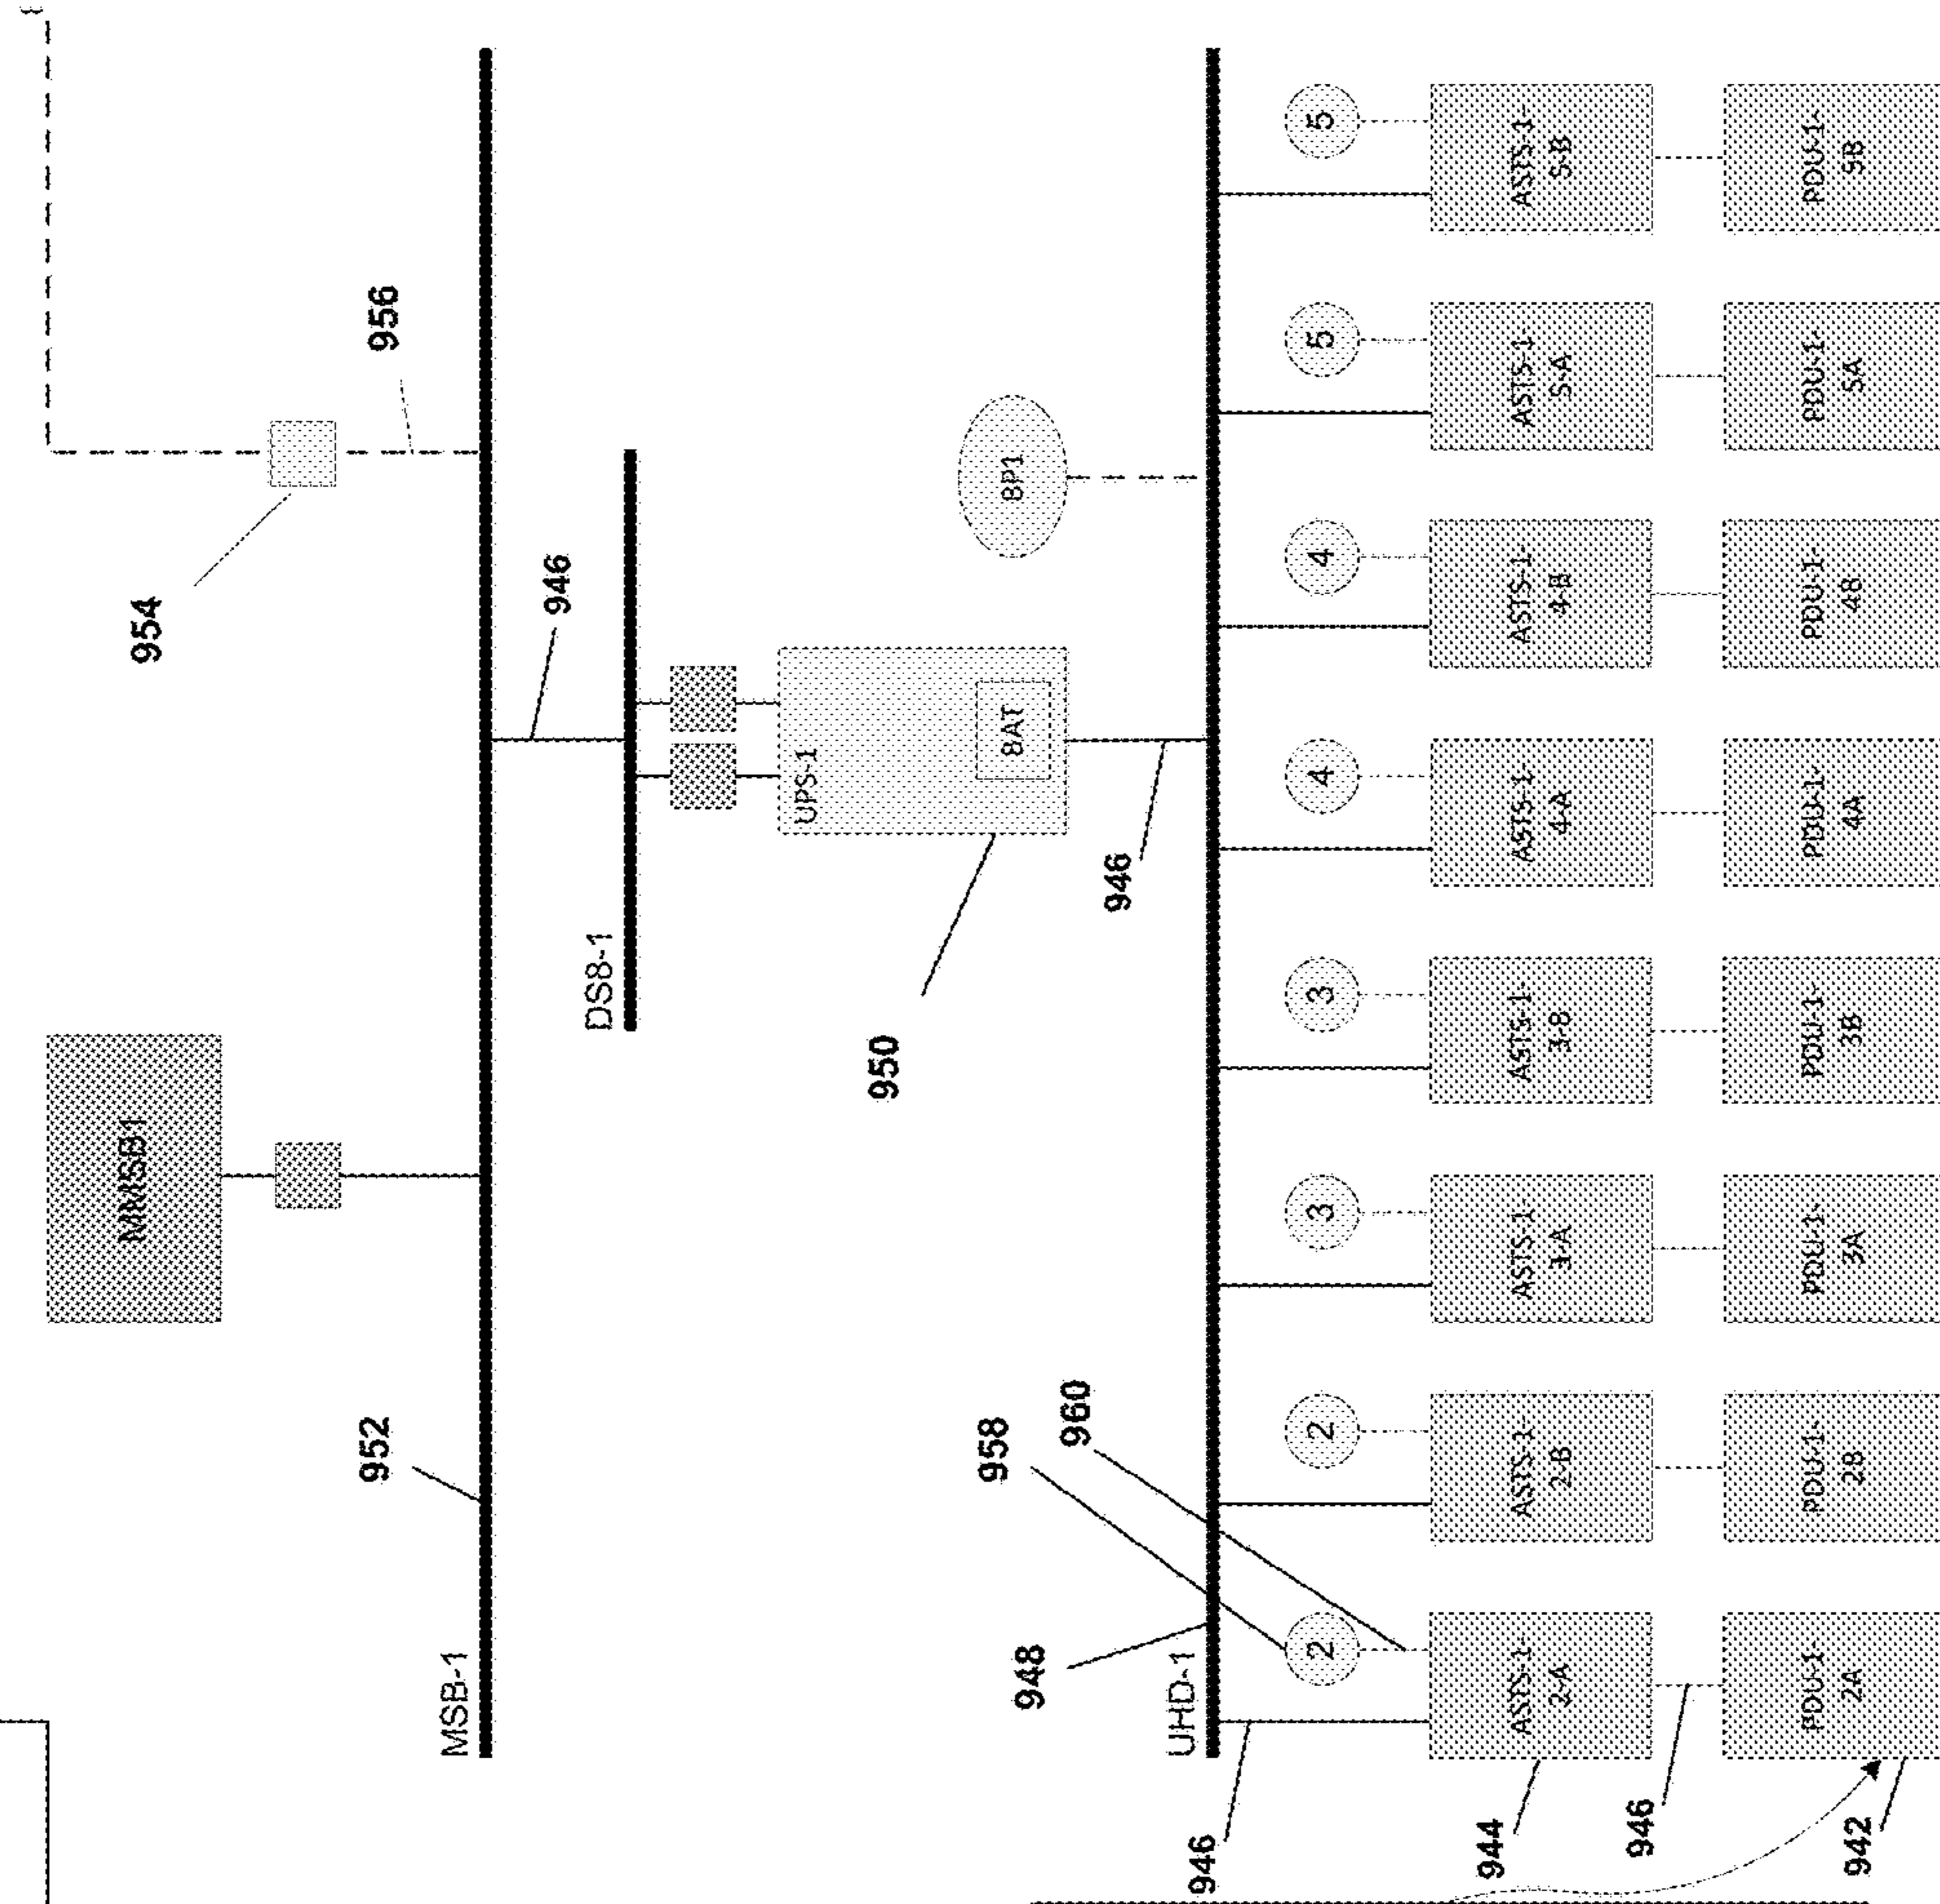 954
956
MMSB1
952
MSB-1
946
DS8-1
UPS-1
BAT
950
946
BP1
958
960
948
UHD-1
946
2
2
3
3
4
4
5
5
944
ASTS-1-
2-A
ASTS-1
2-B
ASTS-1
3-A
ASTS-1-
3-B
ASTS-1-
4-A
ASTS-1
4-B
ASTS-1
5-A
ASTS-1-
5-B
946
942
PDU-1-
2A
PDU-1-
2B
PDU-1-
3A
PDU-1-
3B
PDU-1-
4A
PDU-1-
4B
PDU-1-
5A
PDU-1-
5B